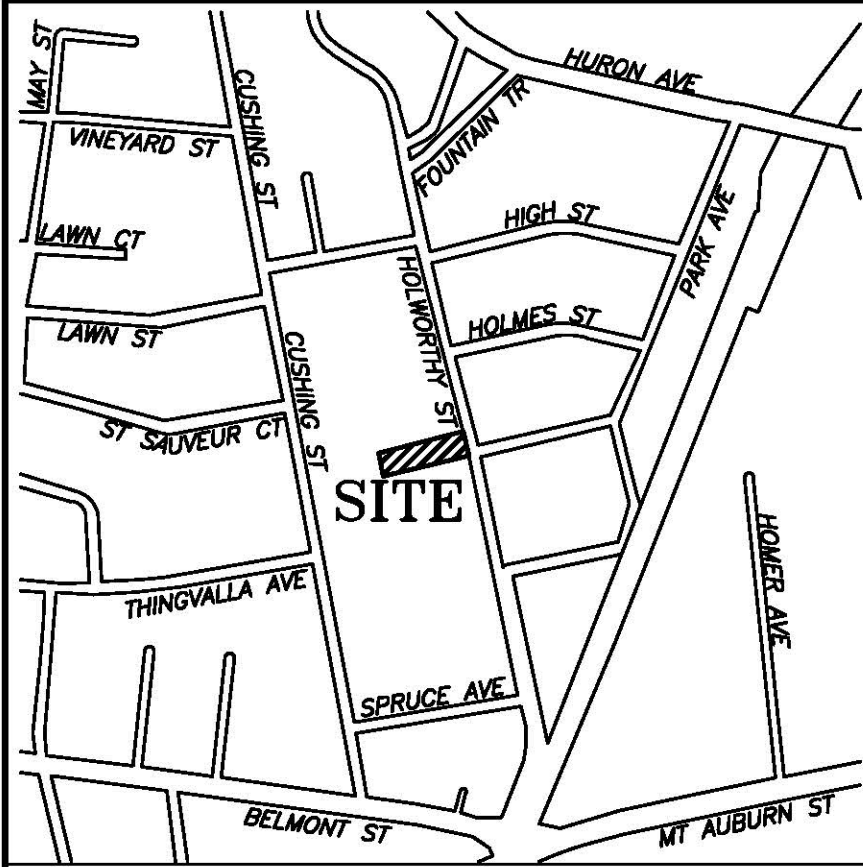 MAY ST
CUSHING ST
HURON AVE
VINEYARD ST
FOUNTAIN TR
LAWN CT
HIGH ST
PARK AVE
HOLWORTHY ST
LAWN ST
HOLMES ST
CUSHING ST
ST SAUVEUR CT
SITE
HOMER AVE
THINGVALLA AVE
SPRUCE AVE
BELMONT ST
MT AUBURN ST